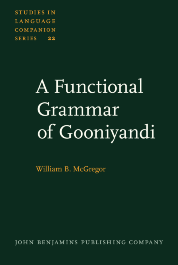 STUDIES IN
LANGUAGE
COMPANION
SERIES 22
A Functional
Grammar
of Gooniyandi
William B. McGregor
JOHN BENJAMINS PUBLISHING COMPANY